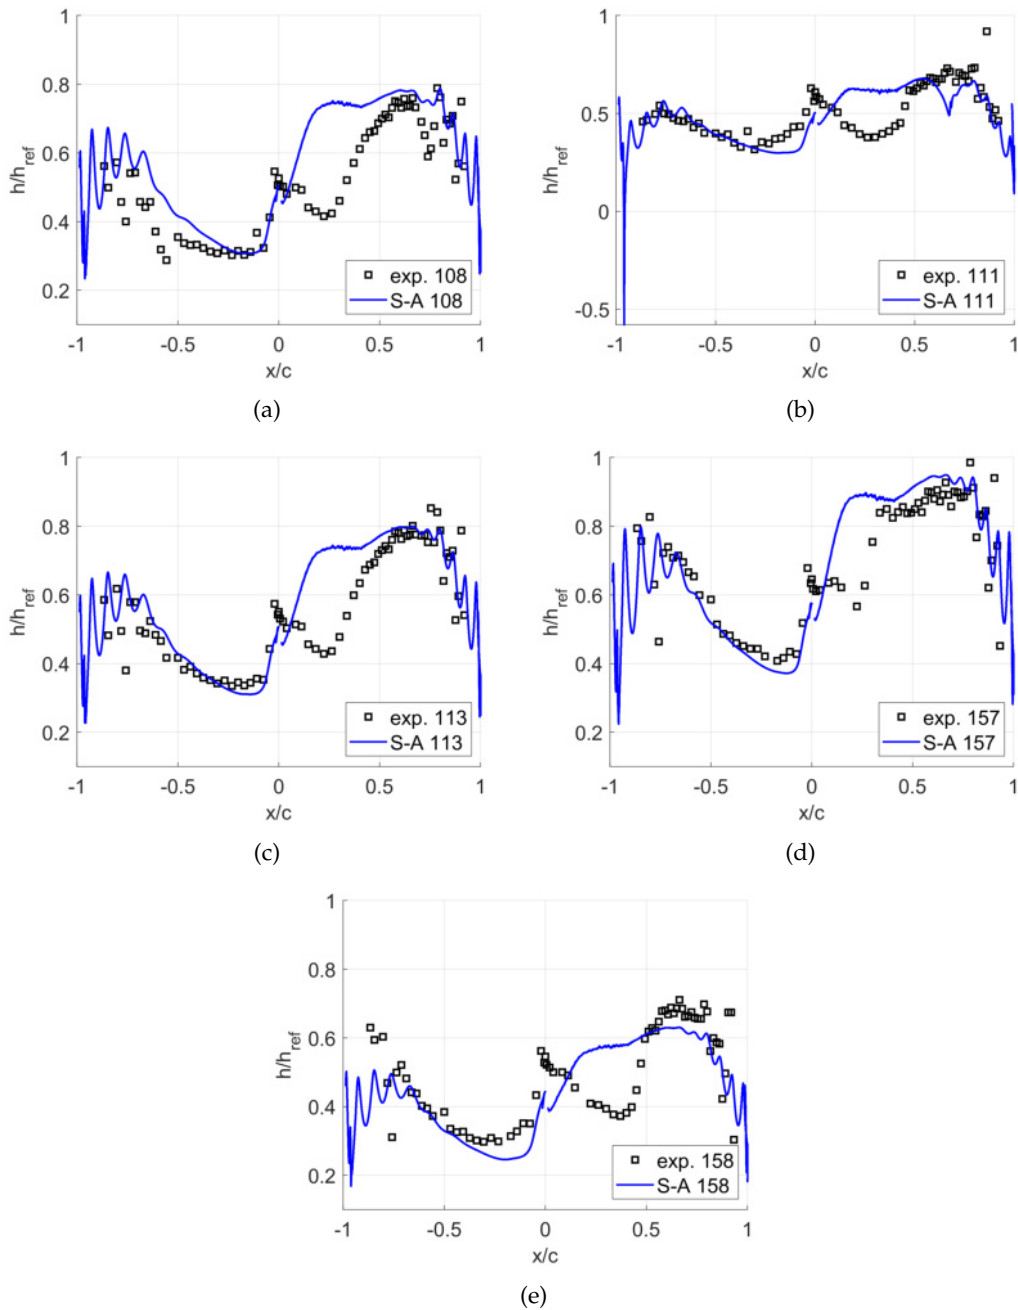 1
0.8
0.6
0.4
0.2
h/h_ref
exp. 108
S-A 108
-1 -0.5 0 0.5 1
x/c
(a)
1
0.5
0
-0.5
h/h_ref
exp. 111
S-A 111
-1 -0.5 0 0.5 1
x/c
(b)
1
0.8
0.6
0.4
0.2
h/h_ref
exp. 113
S-A 113
-1 -0.5 0 0.5 1
x/c
(c)
1
0.8
0.6
0.4
0.2
h/h_ref
exp. 157
S-A 157
-1 -0.5 0 0.5 1
x/c
(d)
1
0.8
0.6
0.4
0.2
h/h_ref
exp. 158
S-A 158
-1 -0.5 0 0.5 1
x/c
(e)